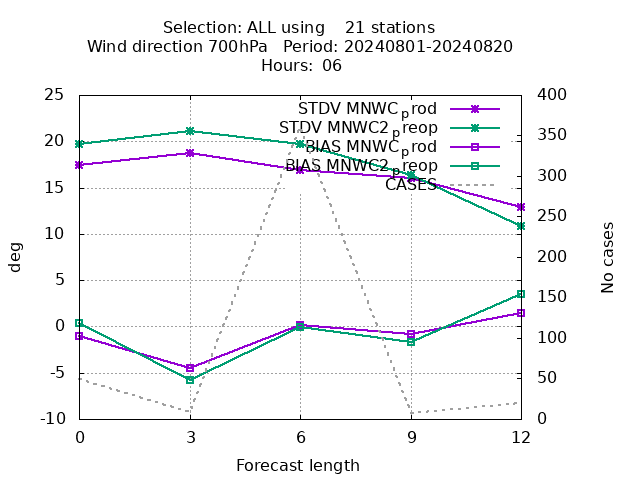 Selection: ALL using    21 stations
Wind direction 700hPa   Period: 20240801-20240820
Hours: 06
STDV MNWC_prod
STDV MNWC2_preop
BIAS MNWC_prod
BIAS MNWC2_preop
CASES
deg
25
20
15
10
5
0
-5
-10
400
350
300
250
200
150
100
50
0
No cases
0 3 6 9 12
Forecast length